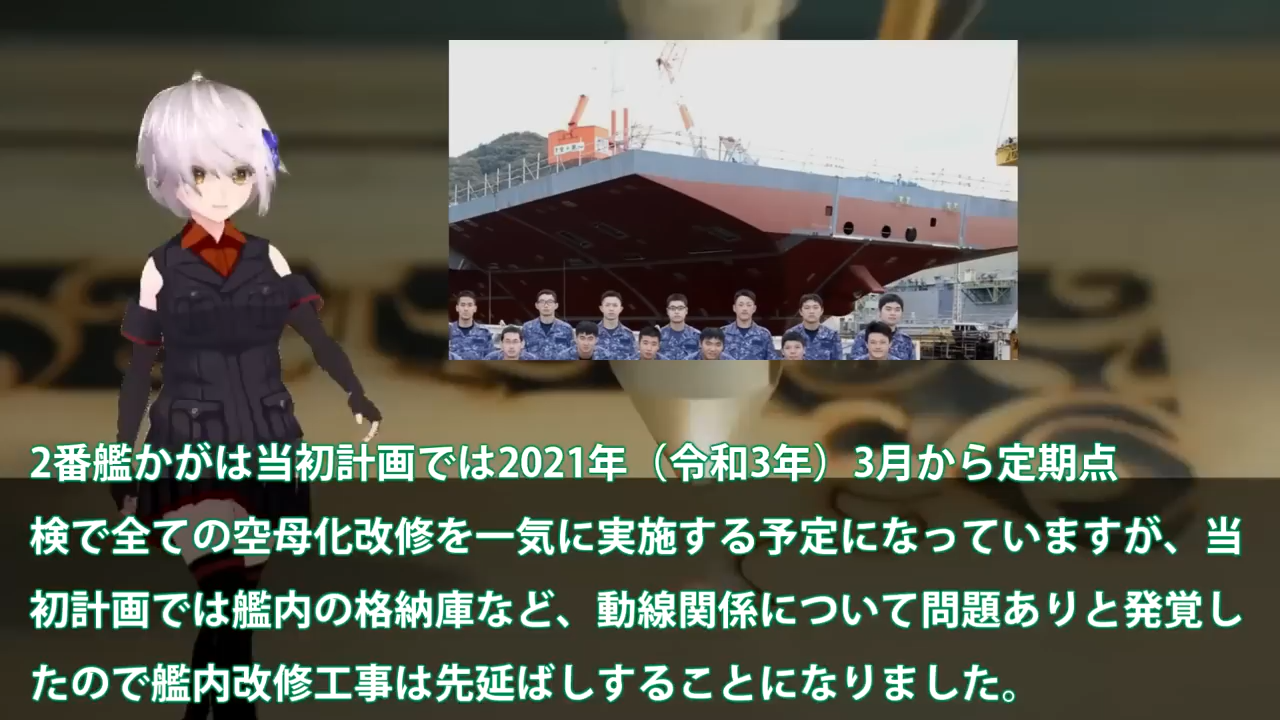 2番艦かがは当初計画では2021年（令和3年）3月から定期点
検で全ての空母化改修を一気に実施する予定になっていますが、当
初計画では艦内の格納庫など、動線関係について問題ありと発覚し
たので艦内改修工事は先延ばしすることになりました。